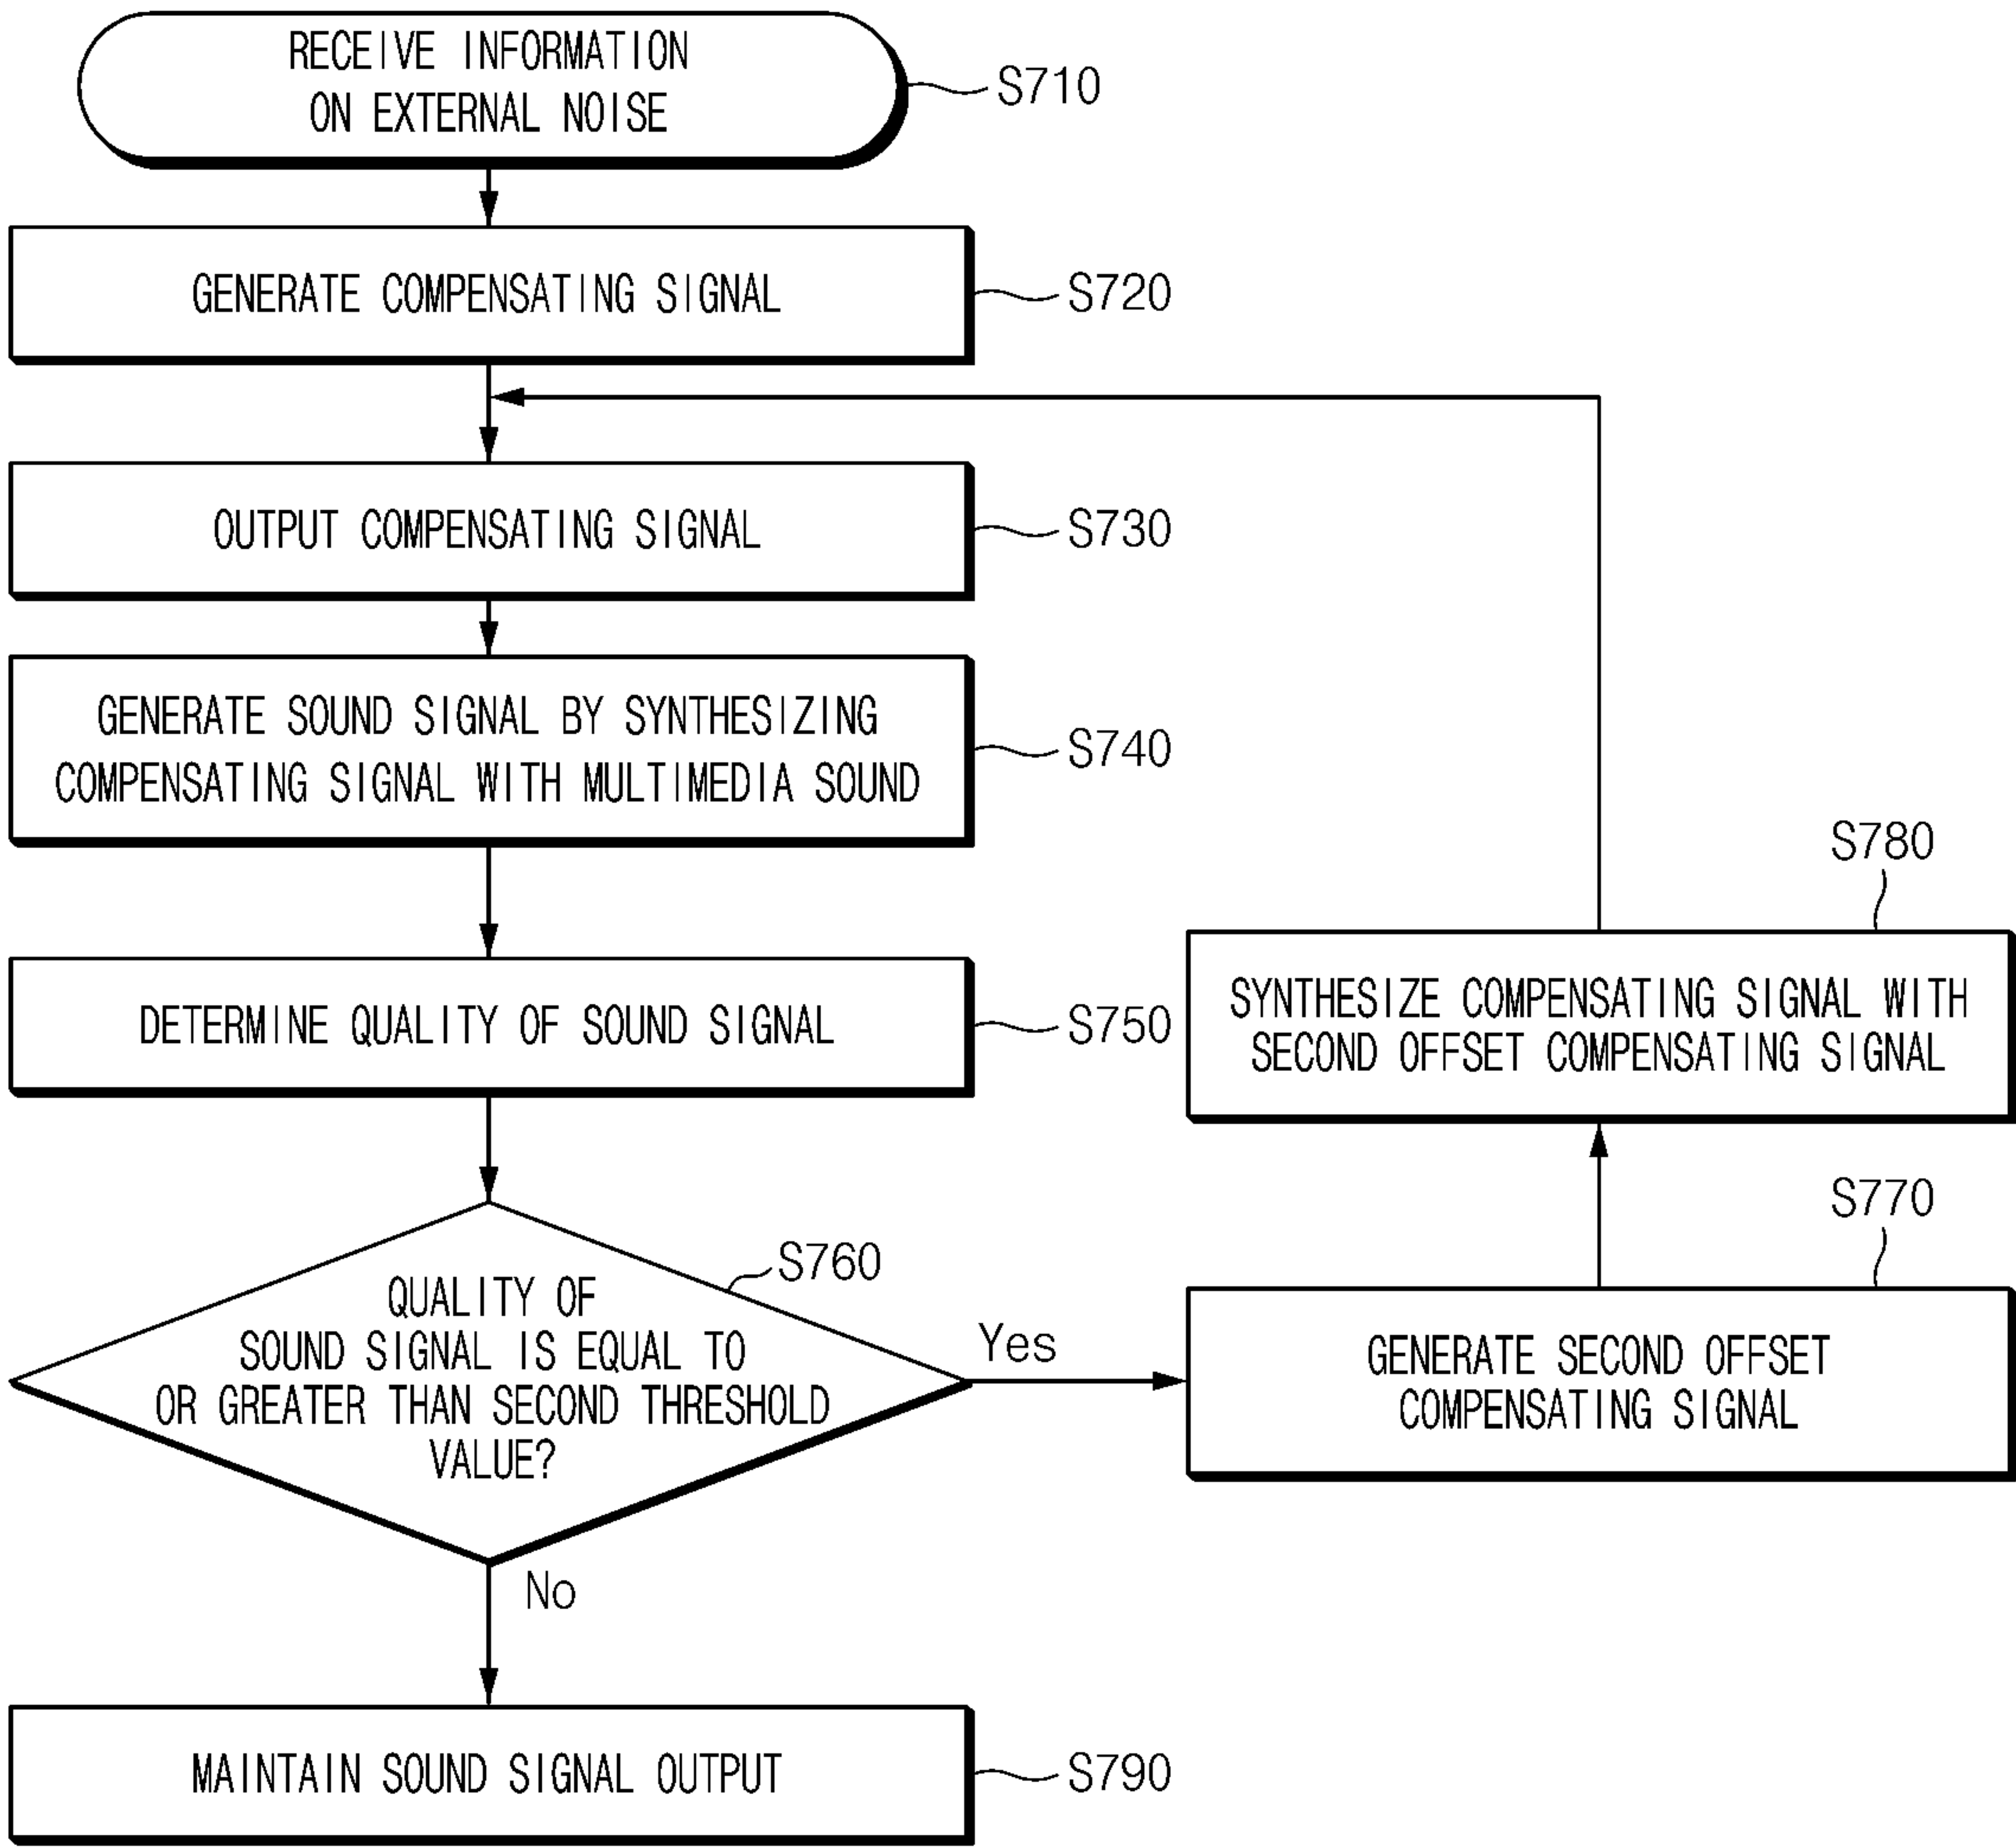 RECEIVE INFORMATION
ON EXTERNAL NOISE
S710
GENERATE COMPENSATING SIGNAL
S720
OUTPUT COMPENSATING SIGNAL
S730
GENERATE SOUND SIGNAL BY SYNTHESIZING
COMPENSATING SIGNAL WITH MULTIMEDIA SOUND
S740
DETERMINE QUALITY OF SOUND SIGNAL
S750
QUALITY OF
SOUND SIGNAL IS EQUAL TO
OR GREATER THAN SECOND THRESHOLD
VALUE?
S760
Yes
No
GENERATE SECOND OFFSET
COMPENSATING SIGNAL
S770
SYNTHESIZE COMPENSATING SIGNAL WITH
SECOND OFFSET COMPENSATING SIGNAL
S780
MAINTAIN SOUND SIGNAL OUTPUT
S790